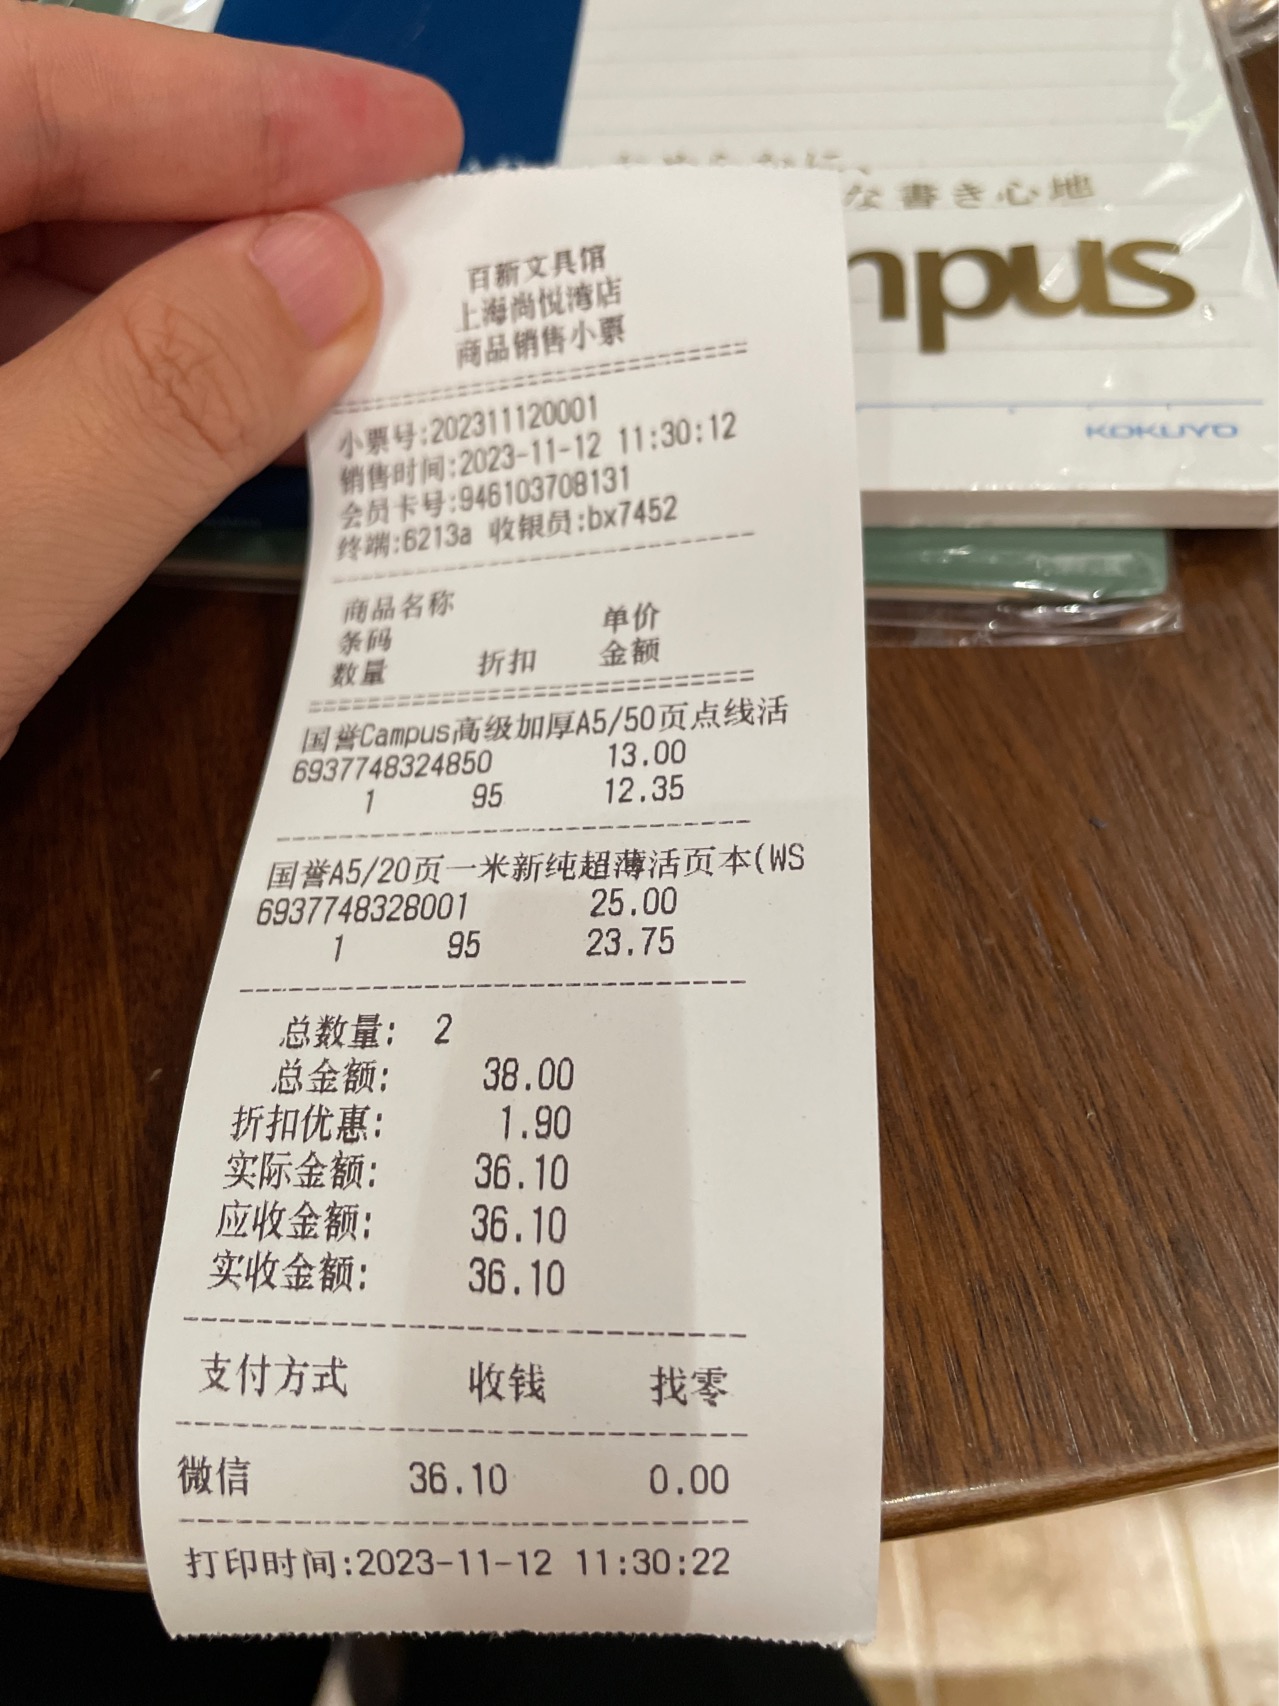 な書き心地
mpus
KOKUYO
百新文具馆
上海尚悦湾店
商品销售小票
小票号:202311120001
销售时间:2023-11-12 11:30:12
会员卡号:946103708131
终端:6213a 收银员:bx7452
商品名称
条码 单价
数量 折扣 金额
国誉Campus高级加厚A5/50页点线活
6937748324850 13.00
1 95 12.35
国誉A5/20页一米新纯超薄活页本(WS
6937748328001 25.00
1 95 23.75
总数量: 2
总金额: 38.00
折扣优惠: 1.90
实际金额: 36.10
应收金额: 36.10
实收金额: 36.10
支付方式 收钱 找零
微信 36.10 0.00
打印时间:2023-11-12 11:30:22